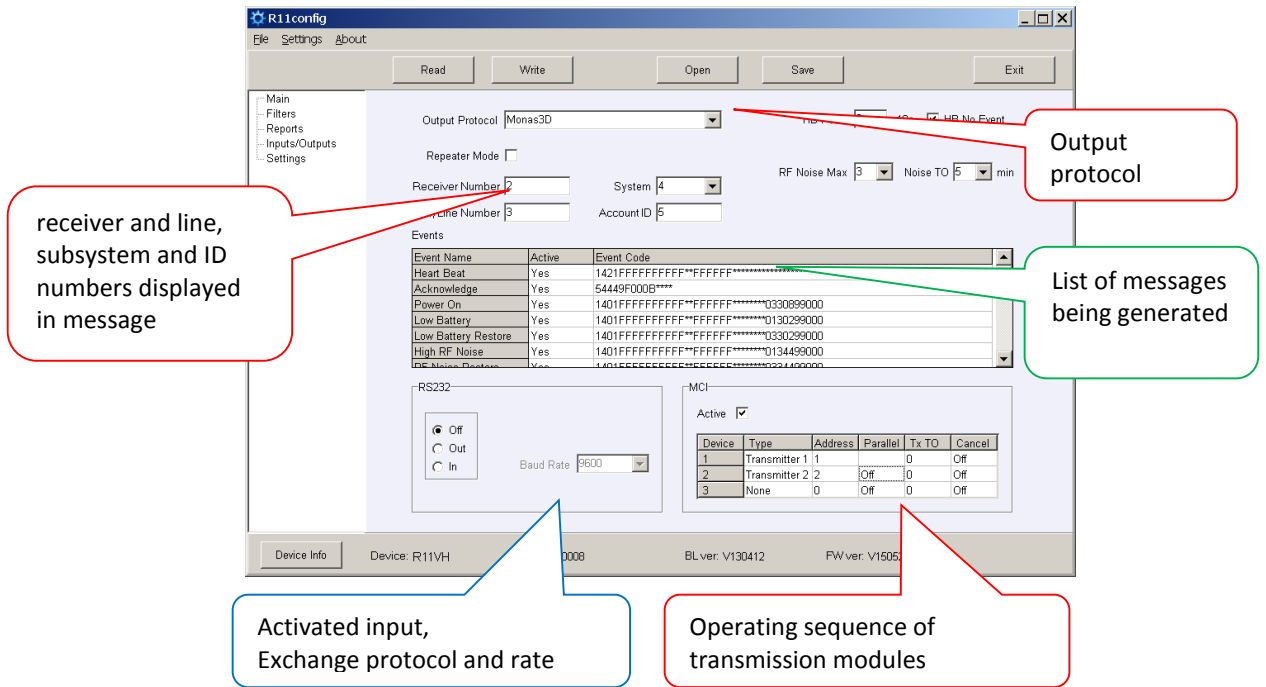 R11config
File Settings About
Read Write Open Save Exit
Main
Filters
Reports
Inputs/Outputs
Settings
Output Protocol Monas3D
HB No Event
Repeater Mode
RF Noise Max 3 Noise TO 5 min
Receiver Number 2 System 4
Line Number 3 Account ID 5
Events
Event Name Active Event Code
Heart Beat Yes 1421FFFFFFFFFF**FFFFFF
Acknowledge Yes 54449F000B****
Power On Yes 1401FFFFFFFFFF**FFFFFF********0330899000
Low Battery Yes 1401FFFFFFFFFF**FFFFFF********0130299000
Low Battery Restore Yes 1401FFFFFFFFFF**FFFFFF********0330299000
High RF Noise Yes 1401FFFFFFFFFF**FFFFFF********0134499000
RF Noise Restore Yes 1401FFFFFFFFFF**FFFFFF********0334499000
RS232
Off
Out
In
Baud Rate 9600
MCI
Active
Device Type Address Parallel Tx TO Cancel
1 Transmitter 1 1 0 Off
2 Transmitter 2 2 Off 0 Off
3 None 0 Off 0 Off
Device Info Device: R11VH 0008 BL ver: V130412 FW ver: V1505
receiver and line,
subsystem and ID
numbers displayed
in message
Output
protocol
List of messages
being generated
Activated input,
Exchange protocol and rate
Operating sequence of
transmission modules